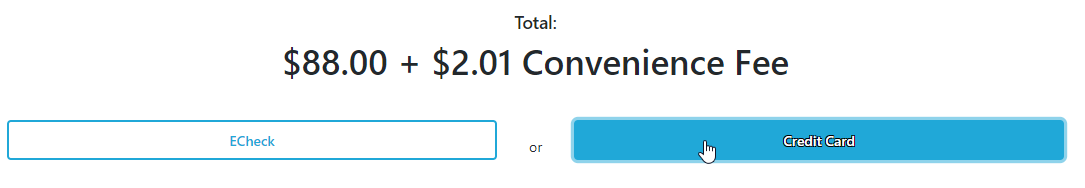 Total:
$88.00 + $2.01 Convenience Fee
ECheck or Credit Card